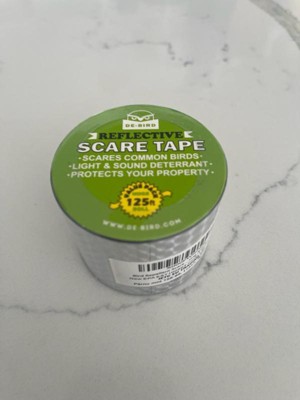 DE-BIRD
REFLECTIVE
SCARE TAPE
•SCARES COMMON BIRDS•
•LIGHT & SOUND DETERRANT•
•PROTECTS YOUR PROPERTY•
125ft
ROLL
WWW.DE-BIRD.COM